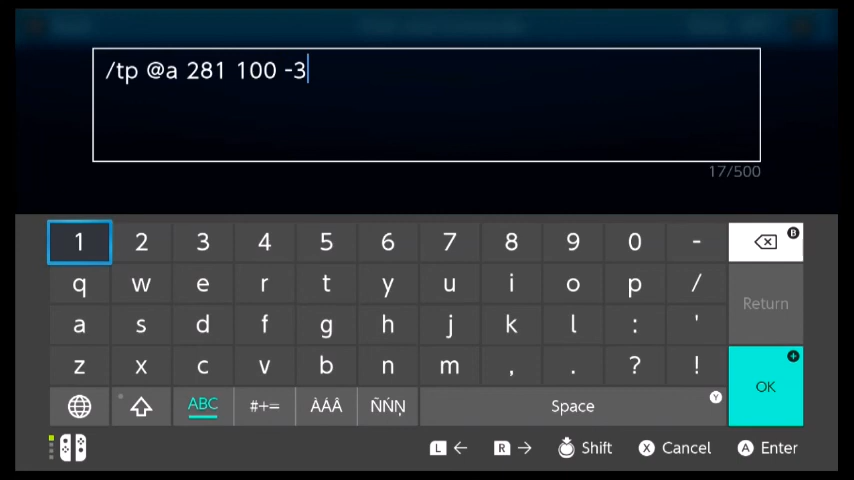 /tp @a 281 100 -3
17/500
1 2 3 4 5 6 7 8 9 0 - B
q w e r t y u i o p /
Return
a s d f g h j k l : '
z x c v b n m , . ? ! +
OK
ABC #+= ÀÁÂ ÑŃŅ Space Y
L ← R → Shift X Cancel A Enter